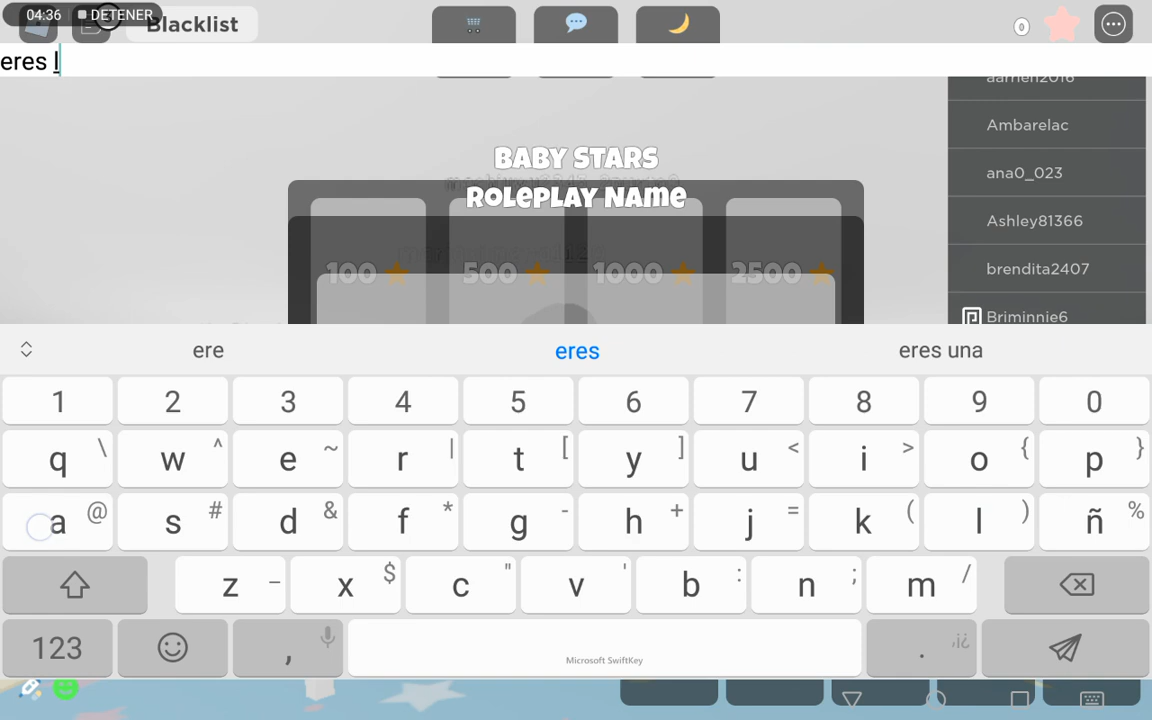 04:36 DETENER
Blacklist
0
eres l
aarrieri2016
Ambarelac
BABY STARS
ana0_023
Roleplay Name
Ashley81366
100 500 1000 2500
brendita2407
Briminnie6
ere eres eres una
1 2 3 4 5 6 7 8 9 0
q \ w ^ e ~ r | t [ y ] u < i > o { p }
a @ s # d & f * g - h + j = k ( l ) ñ %
z _ x $ c " v ' b : n ; m /
123 , Microsoft SwiftKey . ,¡¿